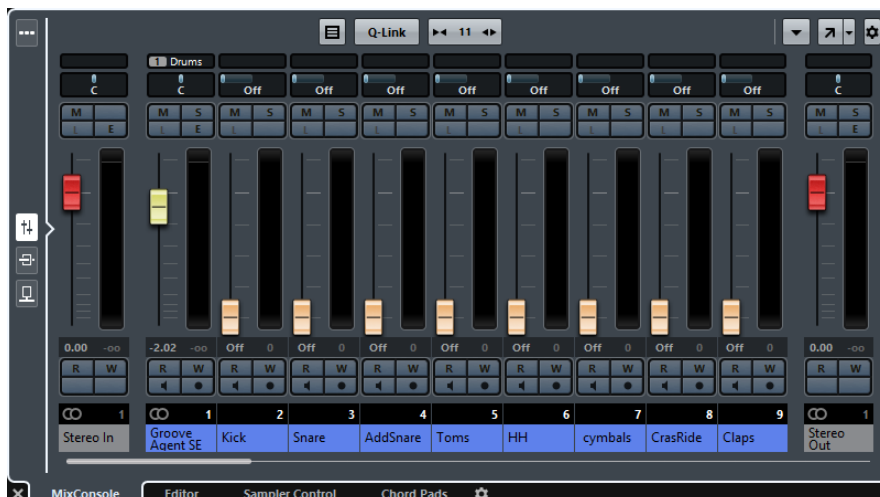 Q-Link 11
1 Drums
C C Off Off Off Off Off Off Off Off C
M M S M S M S M S M S M S M S M S M S M S
L E L E L L L L L L L L L E
0.00 -oo -2.02 -oo Off 0 Off 0 Off 0 Off 0 Off 0 Off 0 Off 0 Off 0 0.00 -oo
R W R W R W R W R W R W R W R W R W R W R W
1 1 2 3 4 5 6 7 8 9 1
Stereo In Groove Agent SE Kick Snare AddSnare Toms HH cymbals CrasRide Claps Stereo Out
MixConsole Editor Sampler Control Chord Pads